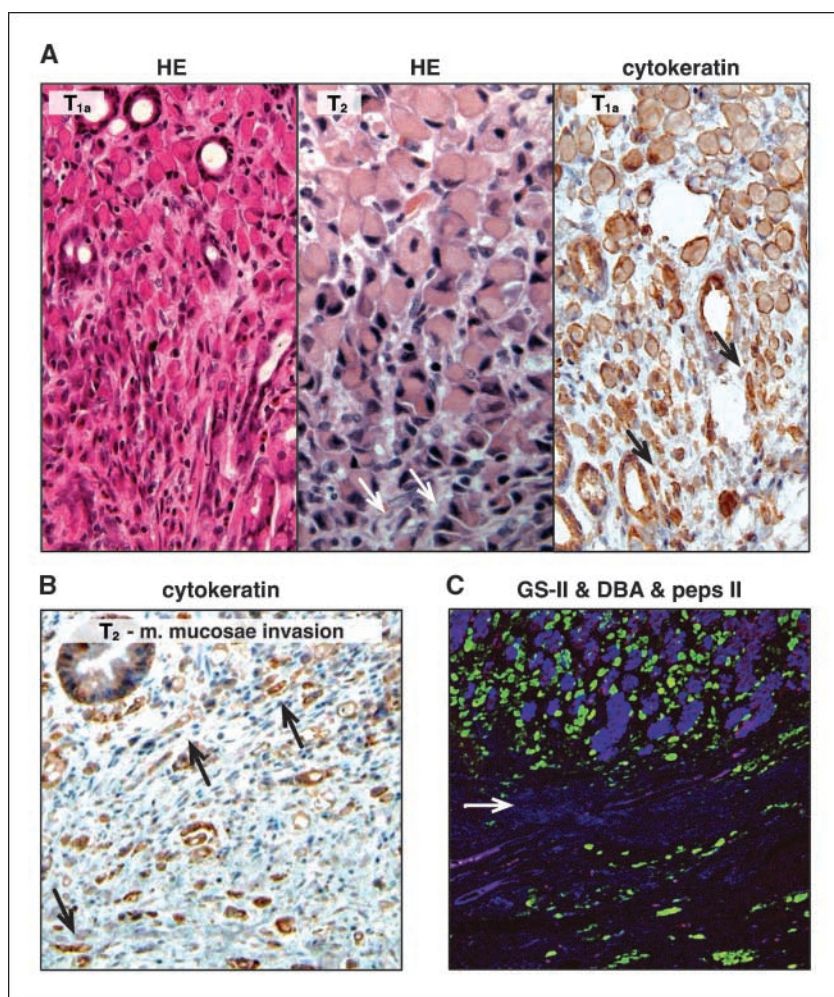 A
HE
HE
cytokeratin
T1a
T2
T1a
B
cytokeratin
T2 - m. mucosae invasion
C
GS-II & DBA & peps II